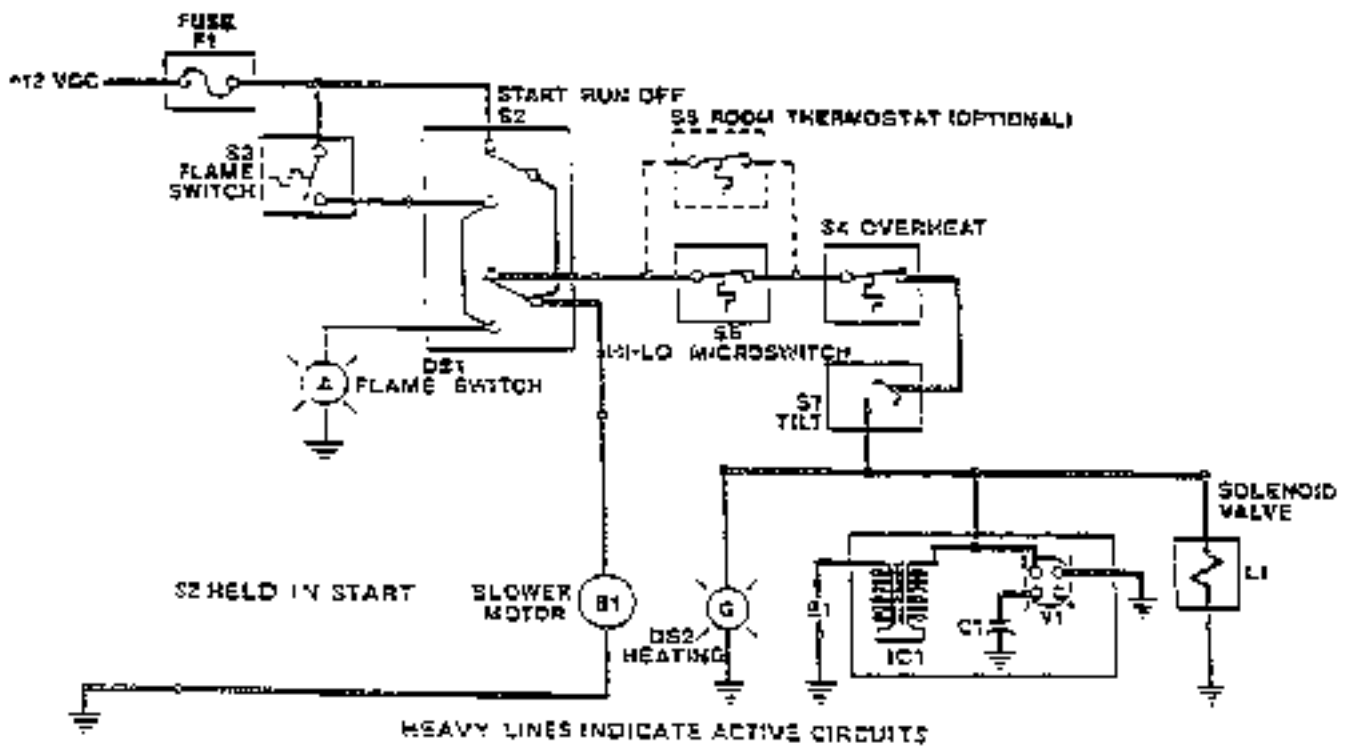 FUSE
F1
+12 VDC
START RUN OFF
S2
S5 ROOM THERMOSTAT (OPTIONAL)
S3
FLAME
SWITCH
S4 OVERHEAT
S6
HI-LO MICROSWITCH
DS1
FLAME SWITCH
S7
TILT
SOLENOID
VALVE
L1
S2 HELD IN START
BLOWER
MOTOR
B1
G
DS2
HEATING
C1
V1
IC1
HEAVY LINES INDICATE ACTIVE CIRCUITS